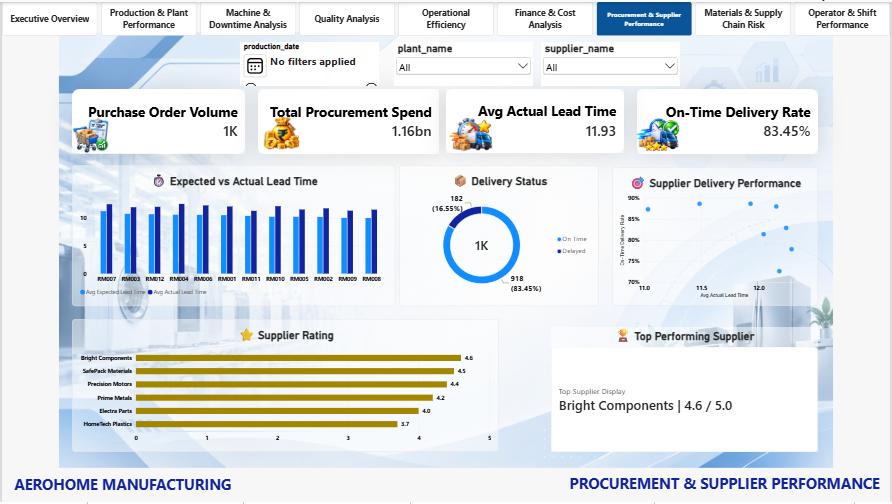 Executive Overview
Production & Plant
Performance
Machine &
Downtime Analysis
Quality Analysis
Operational
Efficiency
Finance & Cost
Analysis
Procurement & Supplier
Performance
Materials & Supply
Chain Risk
Operator & Shift
Performance
production_date
No filters applied
plant_name
All
supplier_name
All
Purchase Order Volume
1K
Total Procurement Spend
1.16bn
Avg Actual Lead Time
11.93
On-Time Delivery Rate
83.45%
Expected vs Actual Lead Time
10
5
0
RM007 RM003 RM012 RM004 RM006 RM001 RM011 RM010 RM005 RM002 RM009 RM008
Avg Expected Lead Time Avg Actual Lead Time
Delivery Status
182
(16.55%)
1K
918
(83.45%)
On Time
Delayed
Supplier Delivery Performance
On-Time Delivery Rate
90%
85%
80%
75%
70%
11.0 11.5 12.0
Avg Actual Lead Time
Supplier Rating
Bright Components 4.6
SafePack Materials 4.5
Precision Motors 4.4
Prime Metals 4.2
Electra Parts 4.0
HomeTech Plastics 3.7
0 1 2 3 4 5
Top Performing Supplier
Top Supplier Display
Bright Components | 4.6 / 5.0
AEROHOME MANUFACTURING
PROCUREMENT & SUPPLIER PERFORMANCE